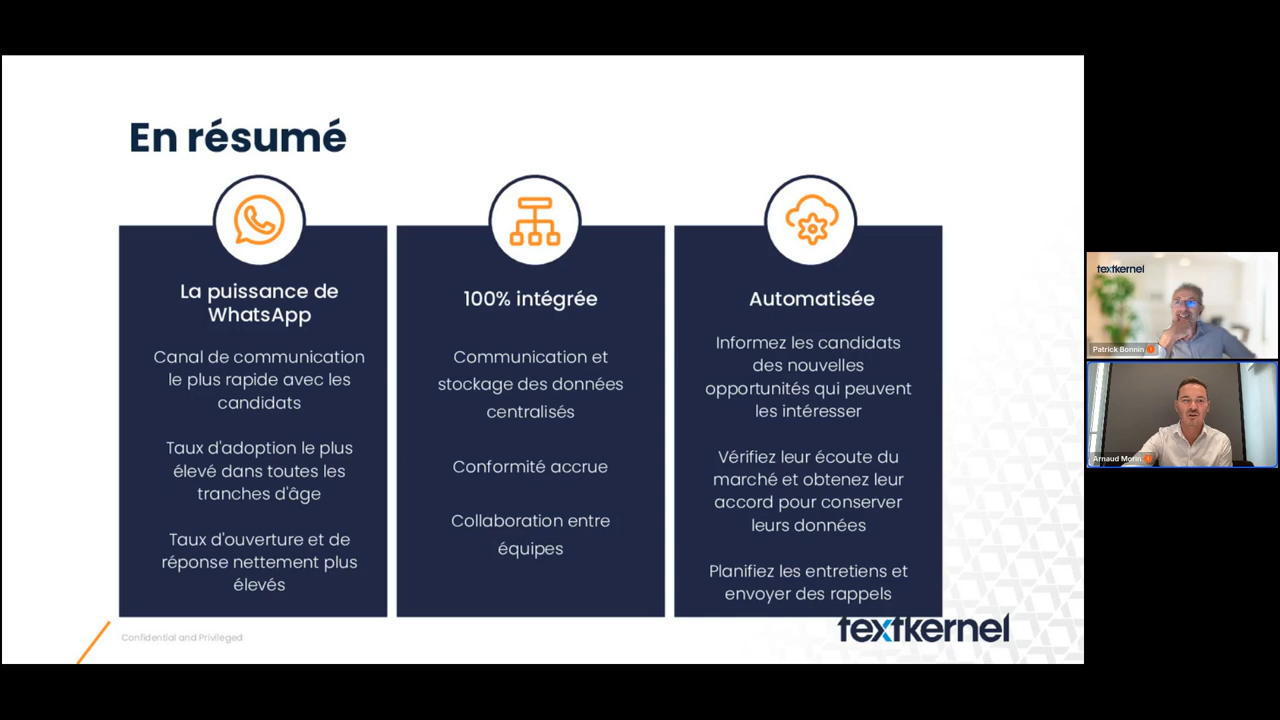 En résumé
La puissance de
WhatsApp
Canal de communication
le plus rapide avec les
candidats
Taux d'adoption le plus
élevé dans toutes les
tranches d'âge
Taux d'ouverture et de
réponse nettement plus
élevés
100% intégrée
Communication et
stockage des données
centralisés
Conformité accrue
Collaboration entre
équipes
Automatisée
Informez les candidats
des nouvelles
opportunités qui peuvent
les intéresser
Vérifiez leur écoute du
marché et obtenez leur
accord pour conserver
leurs données
Planifiez les entretiens et
envoyer des rappels
Confidential and Privileged
textkernel
textkernel
Patrick Bonnin
Arnaud Morin